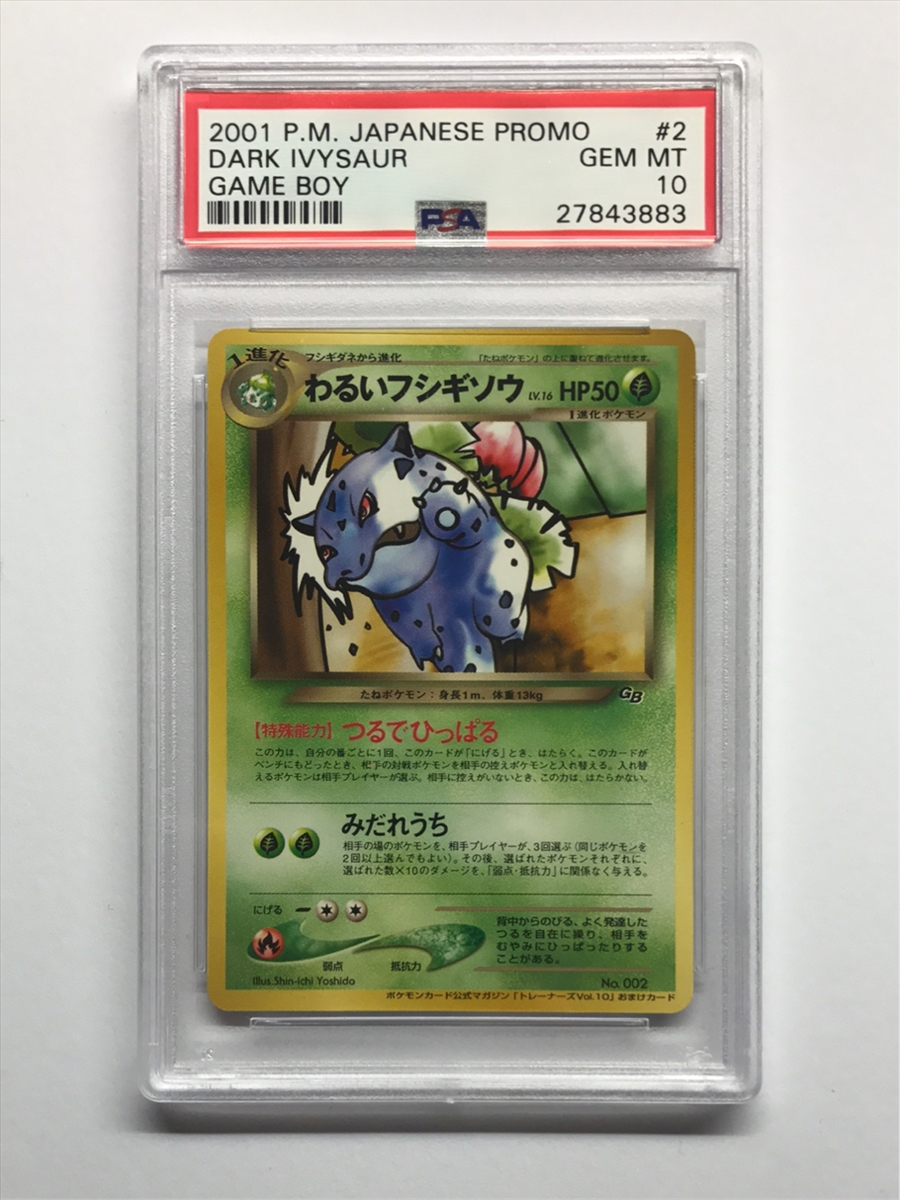 2001 P.M. JAPANESE PROMO #2
DARK IVYSAUR GEM MT
GAME BOY 10
PSA 27843883
1進化 フシギダネから進化 「たねポケモン」の上に重ねて進化させます。
わるいフシギソウ LV.16 HP50
1進化ポケモン
たねポケモン：身長1m、体重13kg
GB
【特殊能力】つるでひっぱる
この力は、自分の番ごとに1回、このカードが「にげる」とき、はたらく。このカードが
ベンチにもどったとき、相手の対戦ポケモンを相手の控えポケモンと入れ替える。入れ替
えるポケモンは相手プレイヤーが選ぶ。相手に控えがいないとき、この力は、はたらかない。
みだれうち
相手の場のポケモンを、相手プレイヤーが、3回選ぶ（同じポケモンを
2回以上選んでもよい）。その後、選ばれたポケモンそれぞれに、
選ばれた数×10のダメージを、「弱点・抵抗力」に関係なく与える。
にげる
背中からのびる、よく発達した
つるを自在に繰り、相手を
むやみにひっぱったりする
ことがある。
弱点 抵抗力
Illus.Shin-ichi Yoshida No. 002
ポケモンカード公式マガジン「トレーナーズVol.10」おまけカード